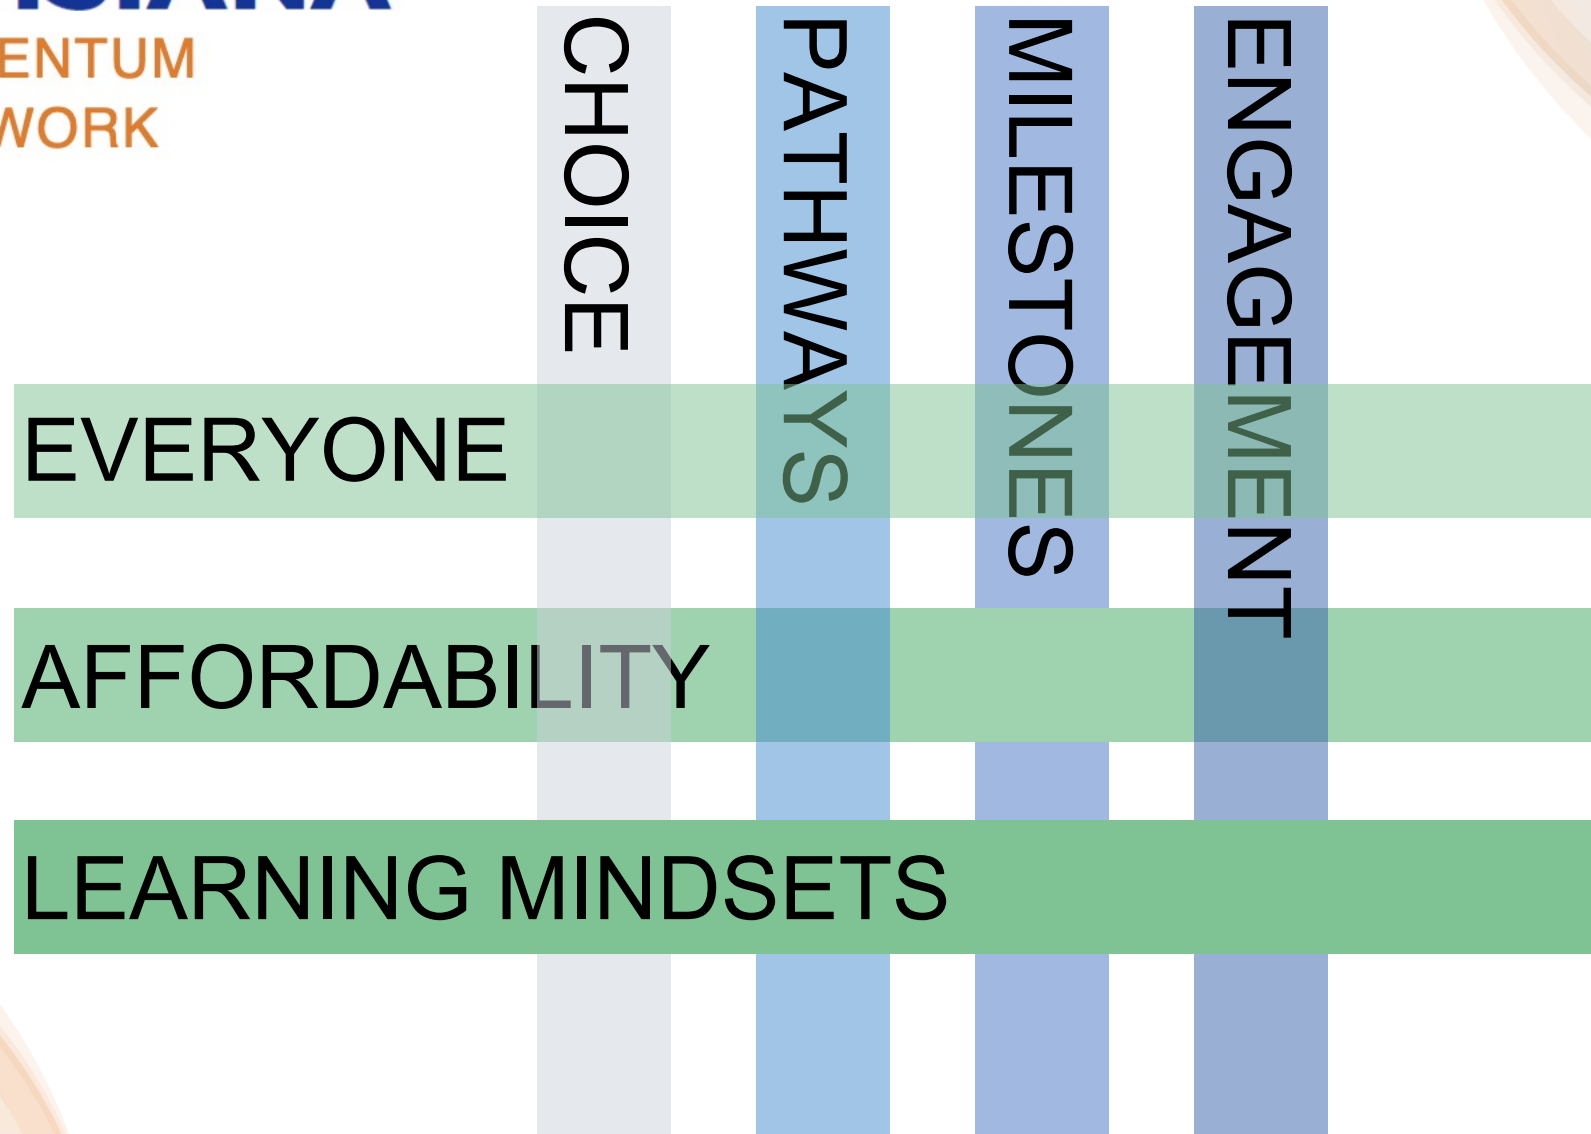 ENTUM
WORK
CHOICE
PATHWAYS
MILESTONES
ENGAGEMENT
EVERYONE
AFFORDABILITY
LEARNING MINDSETS